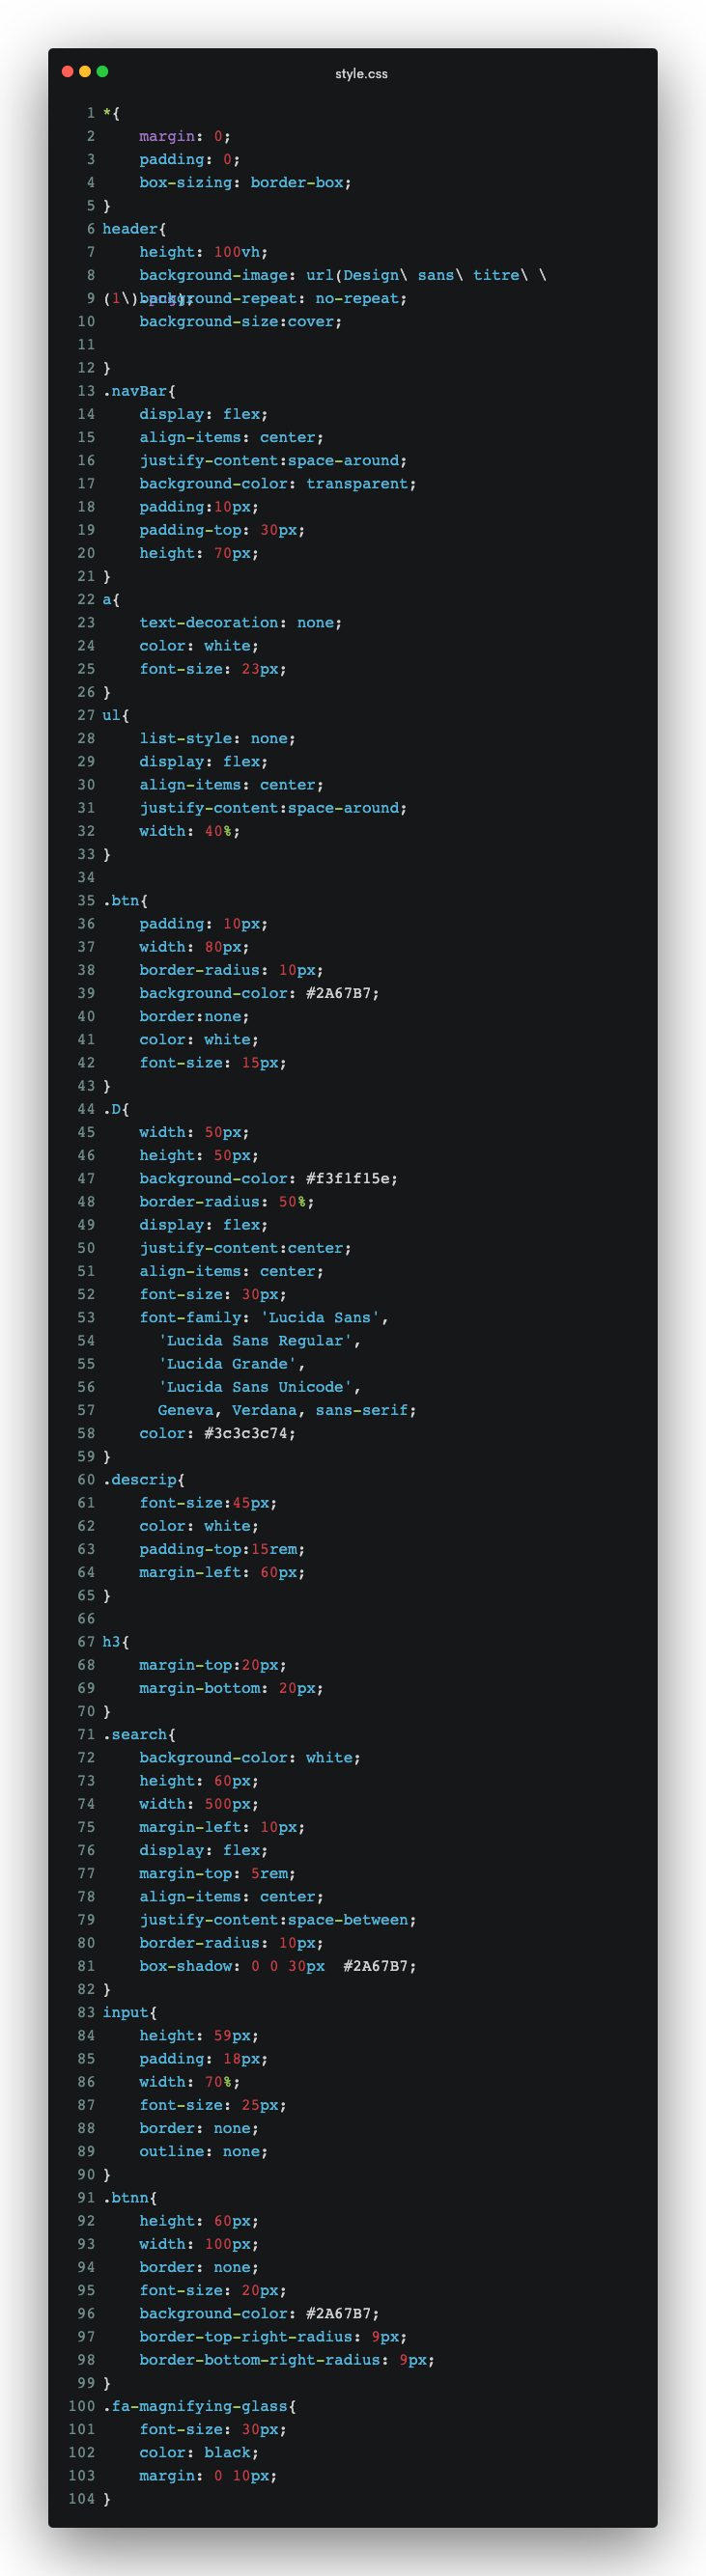 style.css
1 *{
2     margin: 0;
3     padding: 0;
4     box-sizing: border-box;
5 }
6 header{
7     height: 100vh;
8     background-image: url(Design\ sans\ titre\ \
(1\)
9     background-repeat: no-repeat;
10     background-size:cover;
11
12 }
13 .navBar{
14     display: flex;
15     align-items: center;
16     justify-content:space-around;
17     background-color: transparent;
18     padding:10px;
19     padding-top: 30px;
20     height: 70px;
21 }
22 a{
23     text-decoration: none;
24     color: white;
25     font-size: 23px;
26 }
27 ul{
28     list-style: none;
29     display: flex;
30     align-items: center;
31     justify-content:space-around;
32     width: 40%;
33 }
34
35 .btn{
36     padding: 10px;
37     width: 80px;
38     border-radius: 10px;
39     background-color: #2A67B7;
40     border:none;
41     color: white;
42     font-size: 15px;
43 }
44 .D{
45     width: 50px;
46     height: 50px;
47     background-color: #f3f1f15e;
48     border-radius: 50%;
49     display: flex;
50     justify-content:center;
51     align-items: center;
52     font-size: 30px;
53     font-family: 'Lucida Sans',
54       'Lucida Sans Regular',
55       'Lucida Grande',
56       'Lucida Sans Unicode',
57       Geneva, Verdana, sans-serif;
58     color: #3c3c3c74;
59 }
60 .descrip{
61     font-size:45px;
62     color: white;
63     padding-top:15rem;
64     margin-left: 60px;
65 }
66
67 h3{
68     margin-top:20px;
69     margin-bottom: 20px;
70 }
71 .search{
72     background-color: white;
73     height: 60px;
74     width: 500px;
75     margin-left: 10px;
76     display: flex;
77     margin-top: 5rem;
78     align-items: center;
79     justify-content:space-between;
80     border-radius: 10px;
81     box-shadow: 0 0 30px  #2A67B7;
82 }
83 input{
84     height: 59px;
85     padding: 18px;
86     width: 70%;
87     font-size: 25px;
88     border: none;
89     outline: none;
90 }
91 .btnn{
92     height: 60px;
93     width: 100px;
94     border: none;
95     font-size: 20px;
96     background-color: #2A67B7;
97     border-top-right-radius: 9px;
98     border-bottom-right-radius: 9px;
99 }
100 .fa-magnifying-glass{
101     font-size: 30px;
102     color: black;
103     margin: 0 10px;
104 }